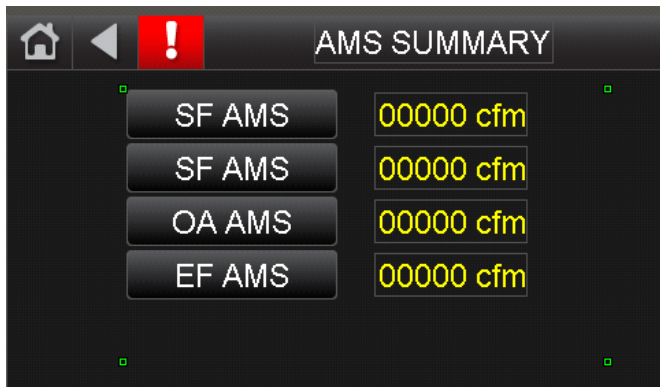 ! AMS SUMMARY
SF AMS 00000 cfm
SF AMS 00000 cfm
OA AMS 00000 cfm
EF AMS 00000 cfm